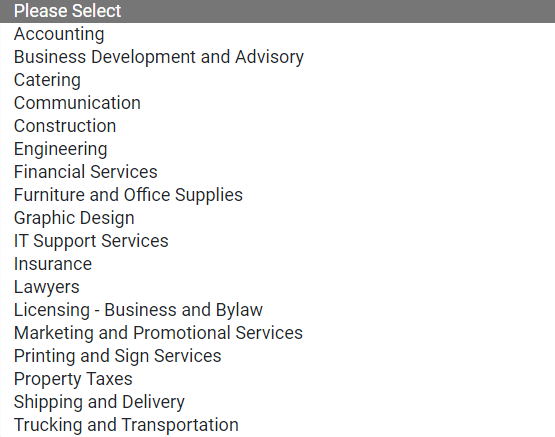 Please Select
Accounting
Business Development and Advisory
Catering
Communication
Construction
Engineering
Financial Services
Furniture and Office Supplies
Graphic Design
IT Support Services
Insurance
Lawyers
Licensing - Business and Bylaw
Marketing and Promotional Services
Printing and Sign Services
Property Taxes
Shipping and Delivery
Trucking and Transportation